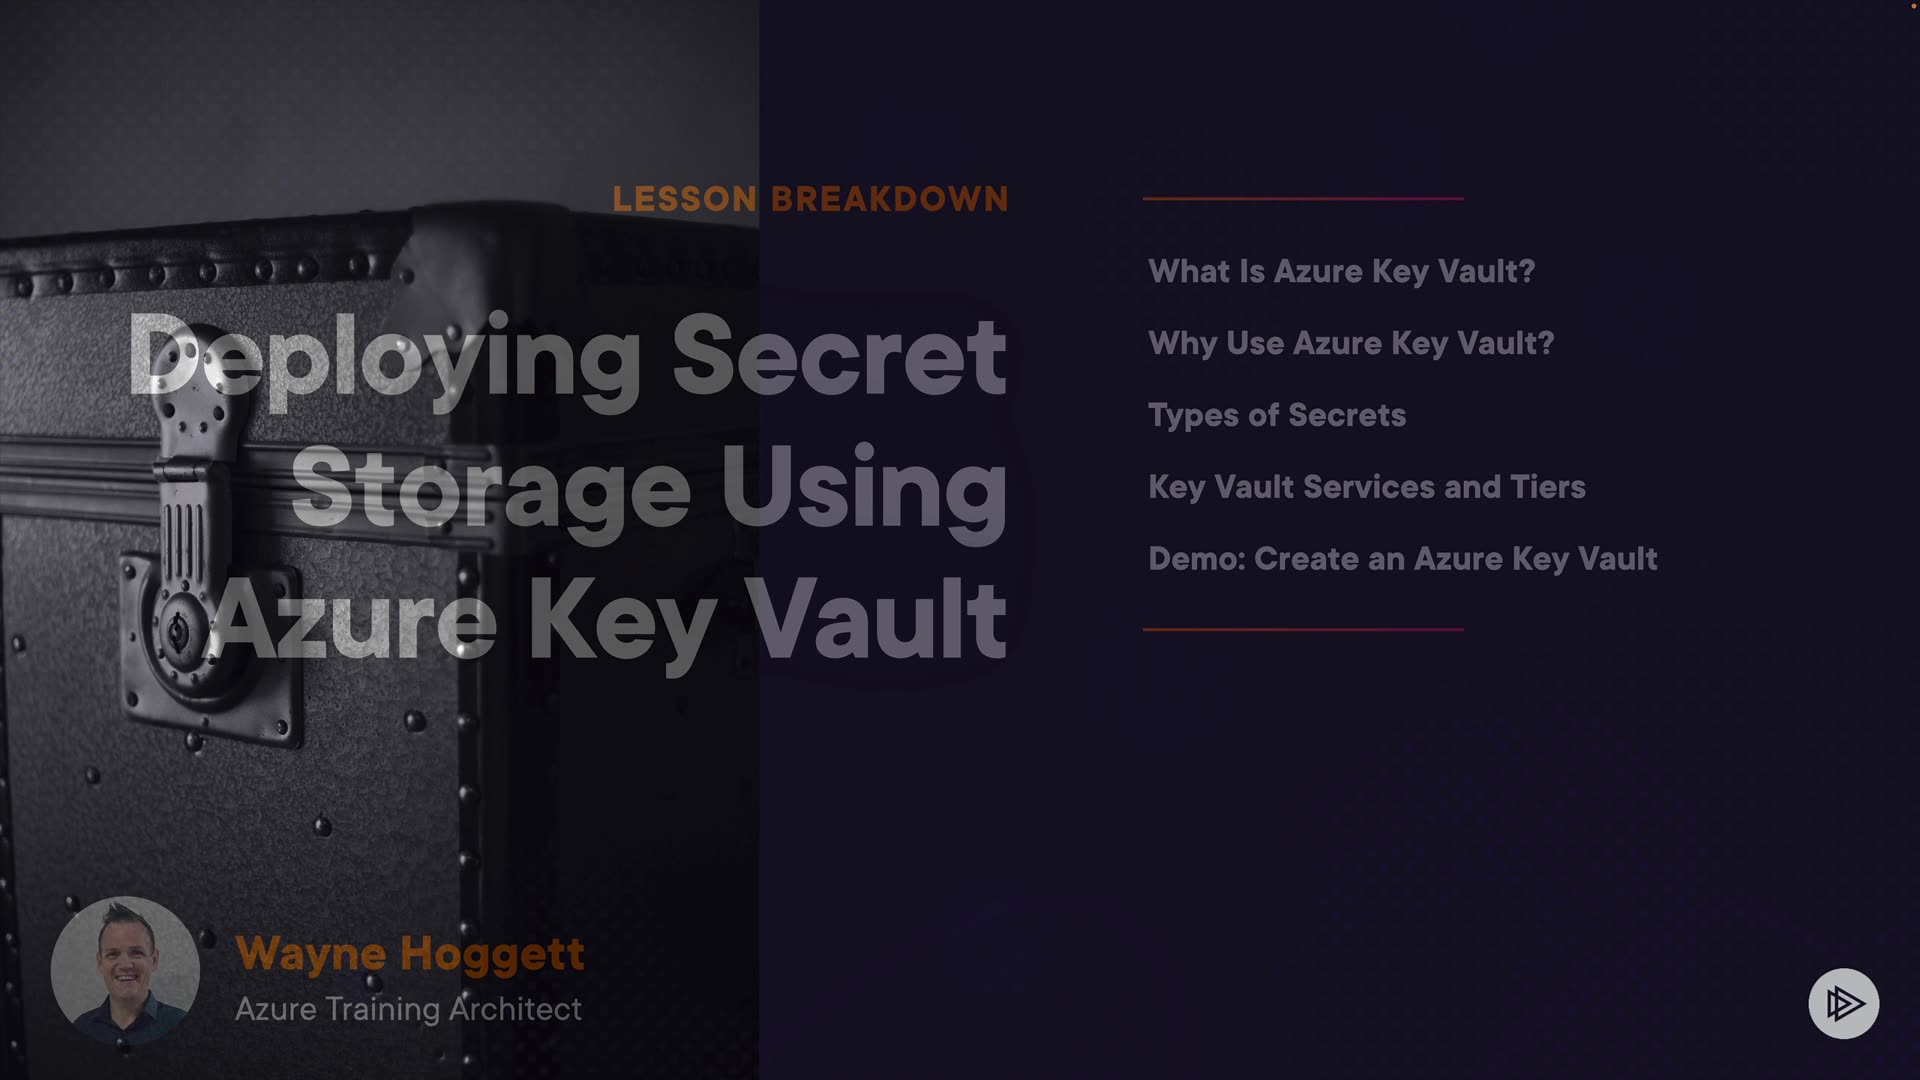 LESSON BREAKDOWN
Deploying Secret
Storage Using
Azure Key Vault
What Is Azure Key Vault?
Why Use Azure Key Vault?
Types of Secrets
Key Vault Services and Tiers
Demo: Create an Azure Key Vault
Wayne Hoggett
Azure Training Architect